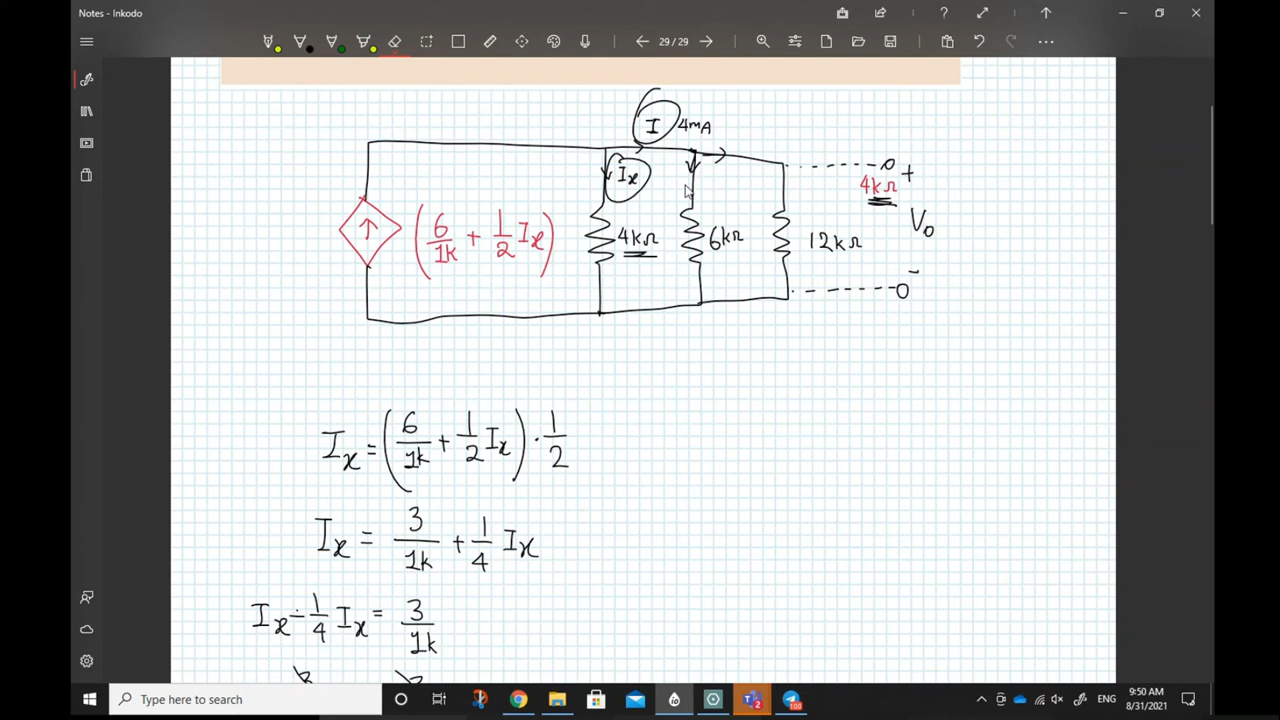 Notes - Inkodo
29 / 29
I 4mA
Ix
+
4kΩ
Vo
(6/1k + 1/2 Ix)
4kΩ
6kΩ
12kΩ
-
Ix = (6/1k + 1/2 Ix) · 1/2
Ix = 3/1k + 1/4 Ix
Ix - 1/4 Ix = 3/1k
Type here to search
2
100
ENG
9:50 AM
8/31/2021